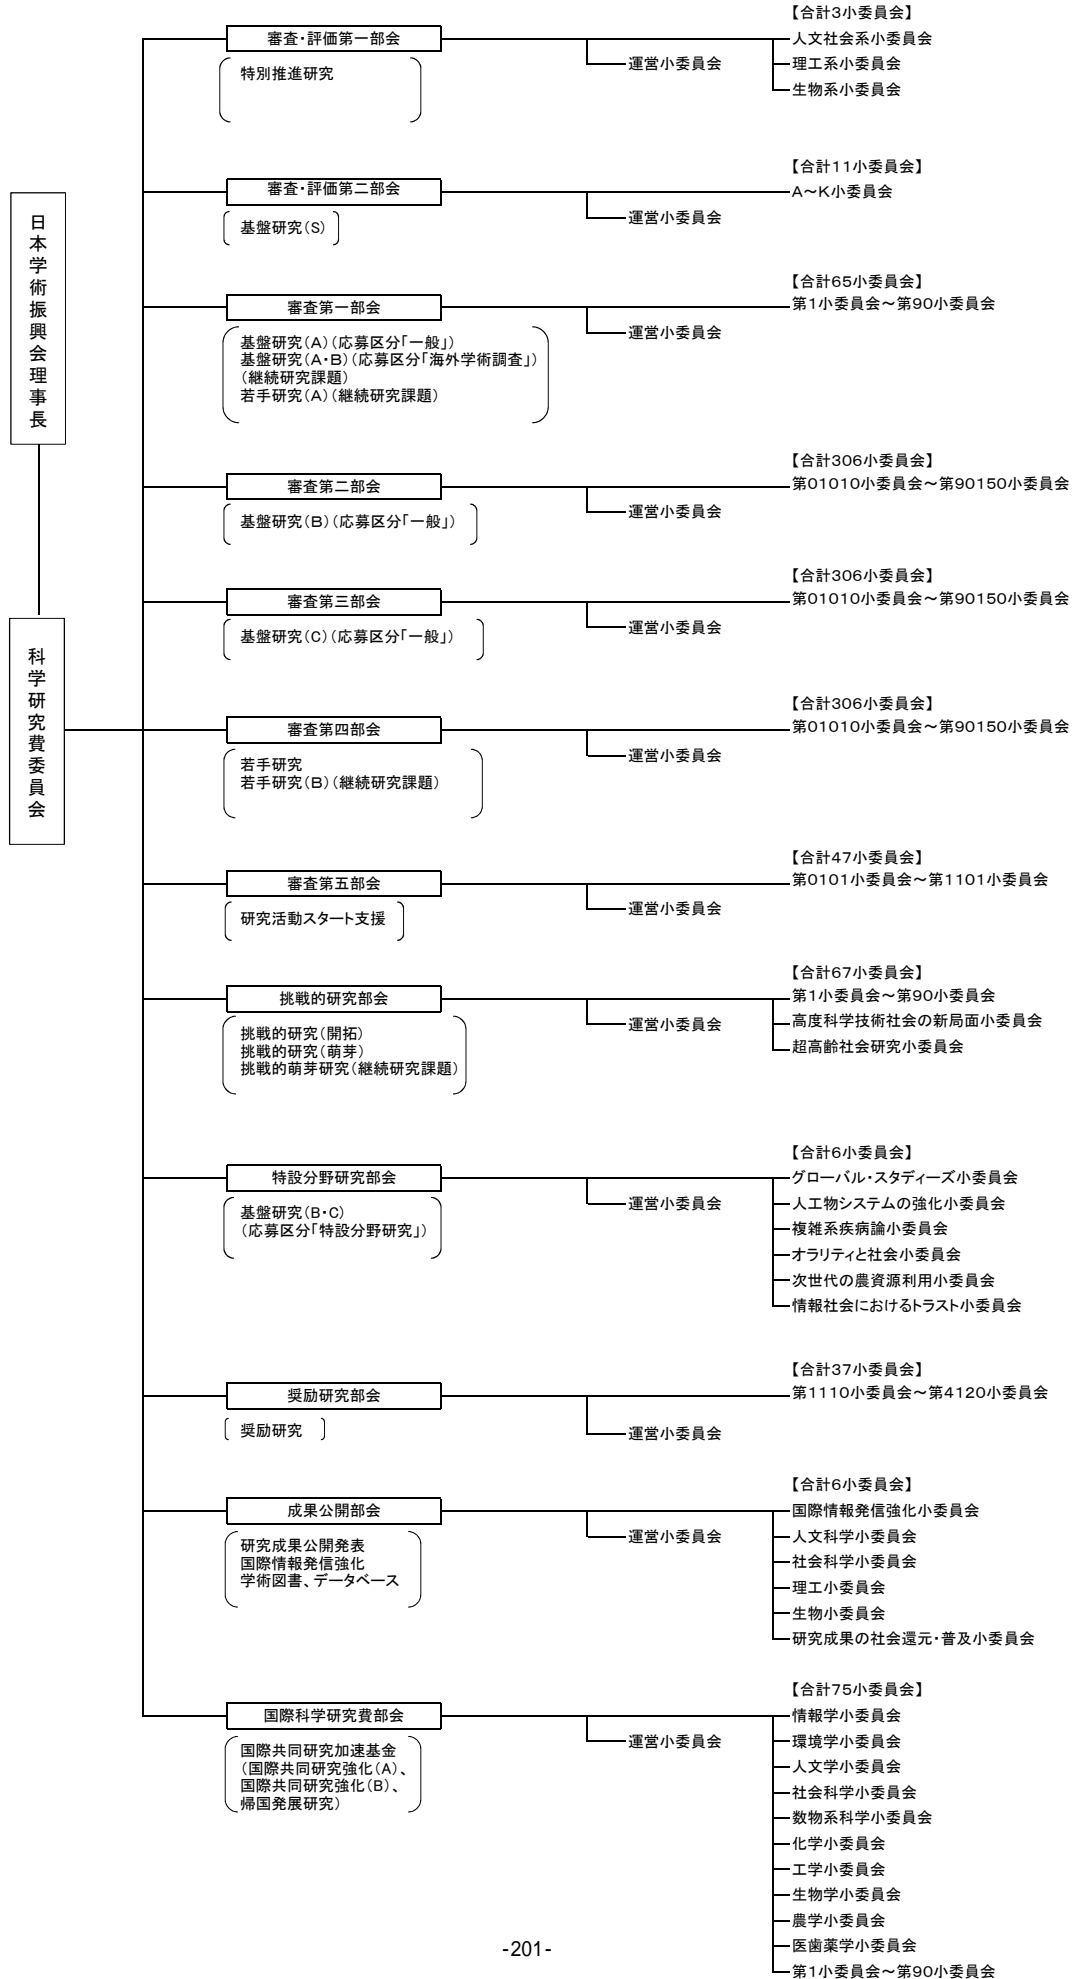 日本学術振興会理事長
科学研究費委員会
審査・評価第一部会
特別推進研究
運営小委員会
【合計3小委員会】
人文社会系小委員会
理工系小委員会
生物系小委員会
審査・評価第二部会
基盤研究(S)
運営小委員会
【合計11小委員会】
A～K小委員会
審査第一部会
基盤研究(A)(応募区分「一般」)
基盤研究(A・B)(応募区分「海外学術調査」)
(継続研究課題)
若手研究(A)(継続研究課題)
運営小委員会
【合計65小委員会】
第1小委員会～第90小委員会
審査第二部会
基盤研究(B)(応募区分「一般」)
運営小委員会
【合計306小委員会】
第01010小委員会～第90150小委員会
審査第三部会
基盤研究(C)(応募区分「一般」)
運営小委員会
【合計306小委員会】
第01010小委員会～第90150小委員会
審査第四部会
若手研究
若手研究(B)(継続研究課題)
運営小委員会
【合計306小委員会】
第01010小委員会～第90150小委員会
審査第五部会
研究活動スタート支援
運営小委員会
【合計47小委員会】
第0101小委員会～第1101小委員会
挑戦的研究部会
挑戦的研究(開拓)
挑戦的研究(萌芽)
挑戦的萌芽研究(継続研究課題)
運営小委員会
【合計67小委員会】
第1小委員会～第90小委員会
高度科学技術社会の新局面小委員会
超高齢社会研究小委員会
特設分野研究部会
基盤研究(B・C)
(応募区分「特設分野研究」)
運営小委員会
【合計6小委員会】
グローバル・スタディーズ小委員会
人工物システムの強化小委員会
複雑系疾病論小委員会
オラリティと社会小委員会
次世代の農資源利用小委員会
情報社会におけるトラスト小委員会
奨励研究部会
奨励研究
運営小委員会
【合計37小委員会】
第1110小委員会～第4120小委員会
成果公開部会
研究成果公開発表
国際情報発信強化
学術図書、データベース
運営小委員会
【合計6小委員会】
国際情報発信強化小委員会
人文科学小委員会
社会科学小委員会
理工小委員会
生物小委員会
研究成果の社会還元・普及小委員会
国際科学研究費部会
国際共同研究加速基金
(国際共同研究強化(A)、
国際共同研究強化(B)、
帰国発展研究)
運営小委員会
【合計75小委員会】
情報学小委員会
環境学小委員会
人文学小委員会
社会科学小委員会
数物系科学小委員会
化学小委員会
工学小委員会
生物学小委員会
農学小委員会
医歯薬学小委員会
第1小委員会～第90小委員会
-201-